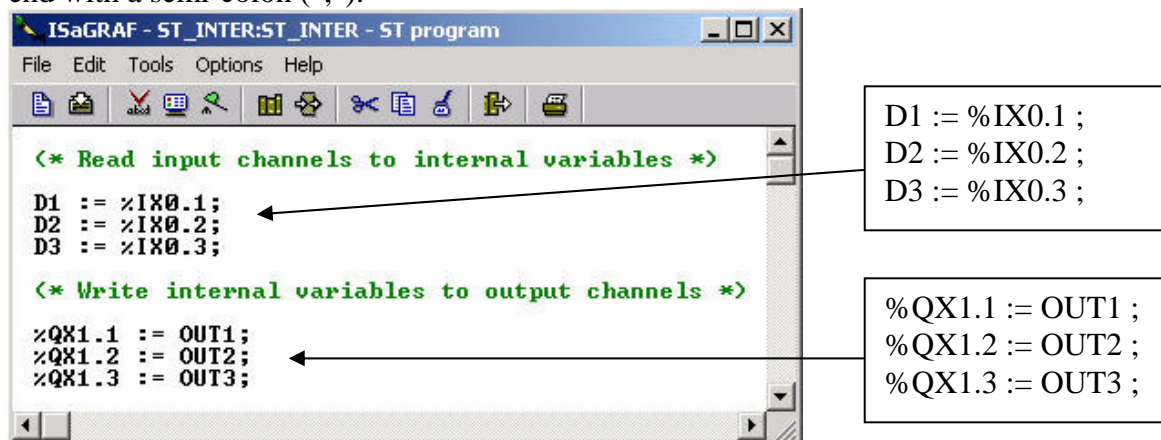 end with a semi-colon (";").
ISaGRAF - ST_INTER:ST_INTER - ST program
File Edit Tools Options Help
(* Read input channels to internal variables *)
D1 := %IX0.1;
D2 := %IX0.2;
D3 := %IX0.3;
(* Write internal variables to output channels *)
%QX1.1 := OUT1;
%QX1.2 := OUT2;
%QX1.3 := OUT3;
D1 := %IX0.1 ;
D2 := %IX0.2 ;
D3 := %IX0.3 ;
%QX1.1 := OUT1 ;
%QX1.2 := OUT2 ;
%QX1.3 := OUT3 ;